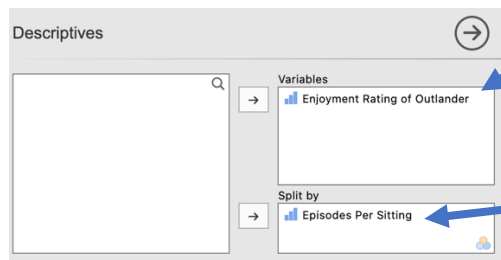 Descriptives
Variables
Enjoyment Rating of Outlander
Split by
Episodes Per Sitting